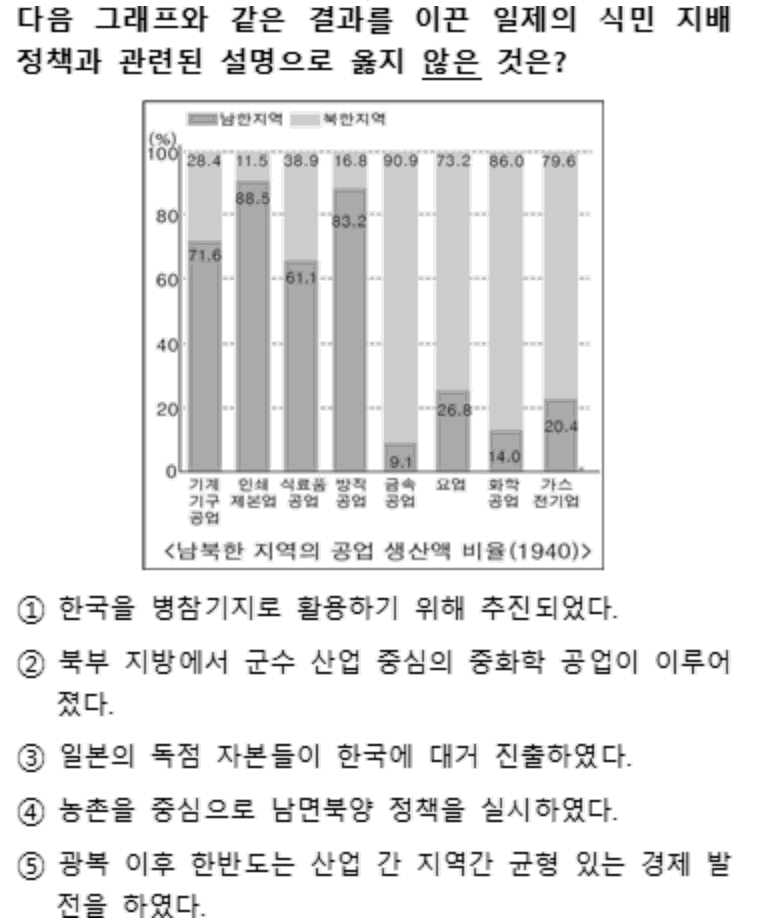 다음 그래프와 같은 결과를 이끈 일제의 식민 지배
정책과 관련된 설명으로 옳지 않은 것은?
남한지역 북한지역
(%)
100 28.4 11.5 38.9 16.8 90.9 73.2 86.0 79.6
88.5
80 83.2
71.6
60 61.1
40
20 26.8
20.4
14.0
9.1
0
기계 인쇄 식료품 방직 금속 요업 화학 가스
기구 제본업 공업 공업 공업 공업 전기업
공업
<남북한 지역의 공업 생산액 비율(1940)>
① 한국을 병참기지로 활용하기 위해 추진되었다.
② 북부 지방에서 군수 산업 중심의 중화학 공업이 이루어
졌다.
③ 일본의 독점 자본들이 한국에 대거 진출하였다.
④ 농촌을 중심으로 남면북양 정책을 실시하였다.
⑤ 광복 이후 한반도는 산업 간 지역간 균형 있는 경제 발
전을 하였다.